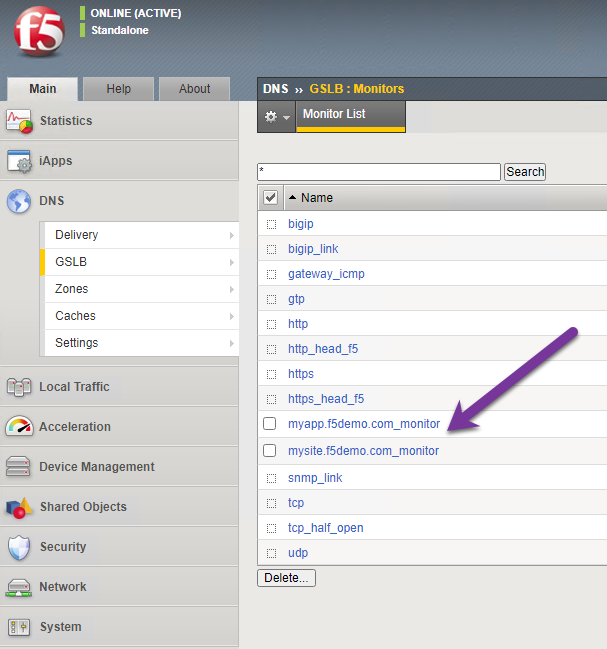 f5
ONLINE (ACTIVE)
Standalone
Main
Help
About
Statistics
iApps
DNS
Delivery
GSLB
Zones
Caches
Settings
Local Traffic
Acceleration
Device Management
Shared Objects
Security
Network
System
DNS ›› GSLB : Monitors
Monitor List
*
Search
Name
bigip
bigip_link
gateway_icmp
gtp
http
http_head_f5
https
https_head_f5
myapp.f5demo.com_monitor
mysite.f5demo.com_monitor
snmp_link
tcp
tcp_half_open
udp
Delete...